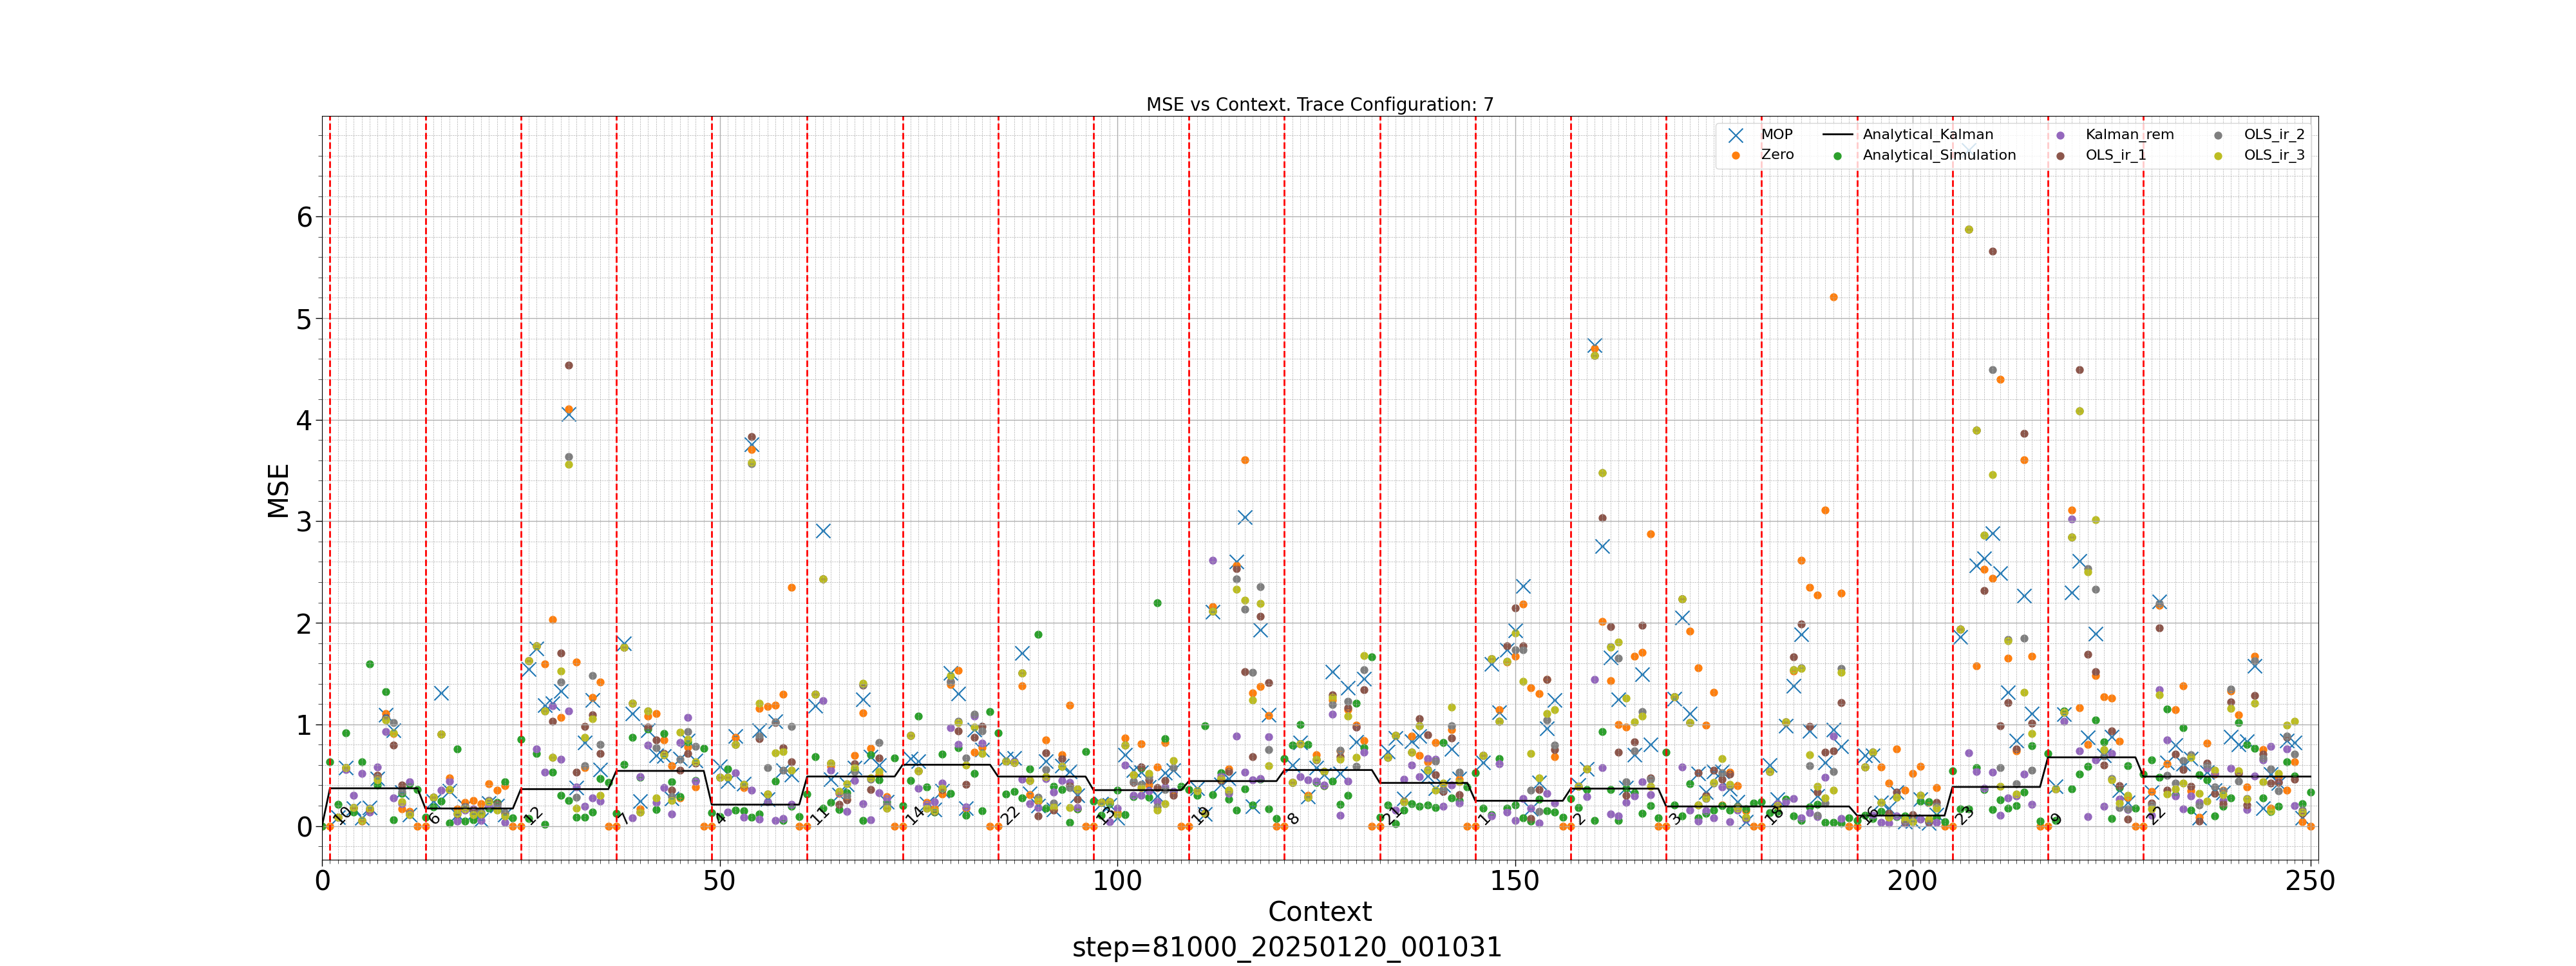 MSE vs Context. Trace Configuration: 7
MOP
Zero
Analytical_Kalman
Analytical_Simulation
Kalman_rem
OLS_ir_1
OLS_ir_2
OLS_ir_3
MSE
6
5
4
3
2
1
0
10
6
12
7
4
11
14
22
13
19
8
21
1
2
3
18
16
23
9
22
0
50
100
150
200
250
Context
step=81000_20250120_001031